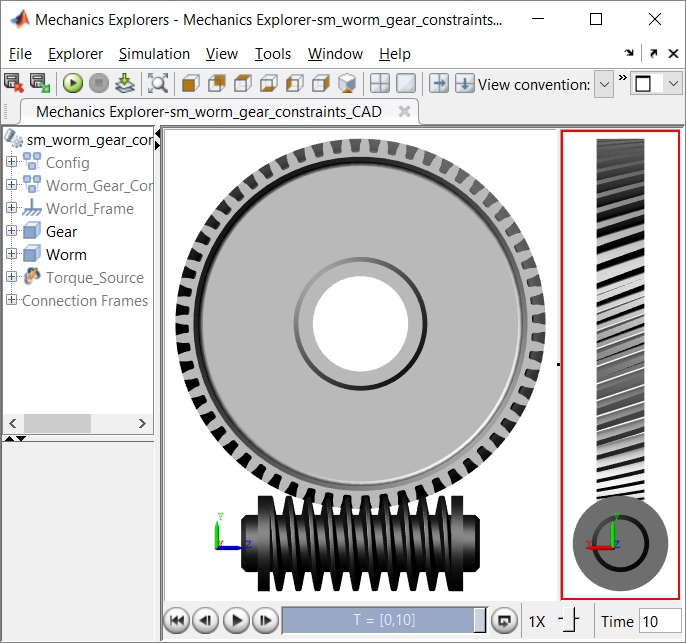 Mechanics Explorers - Mechanics Explorer-sm_worm_gear_constraints...
File Explorer Simulation View Tools Window Help
View convention: »
Mechanics Explorer-sm_worm_gear_constraints_CAD
sm_worm_gear_cor
Config
Worm_Gear_Cor
World_Frame
Gear
Worm
Torque_Source
Connection Frames
Y
Z
Y
X
Z
T = [0,10]
1X
Time 10